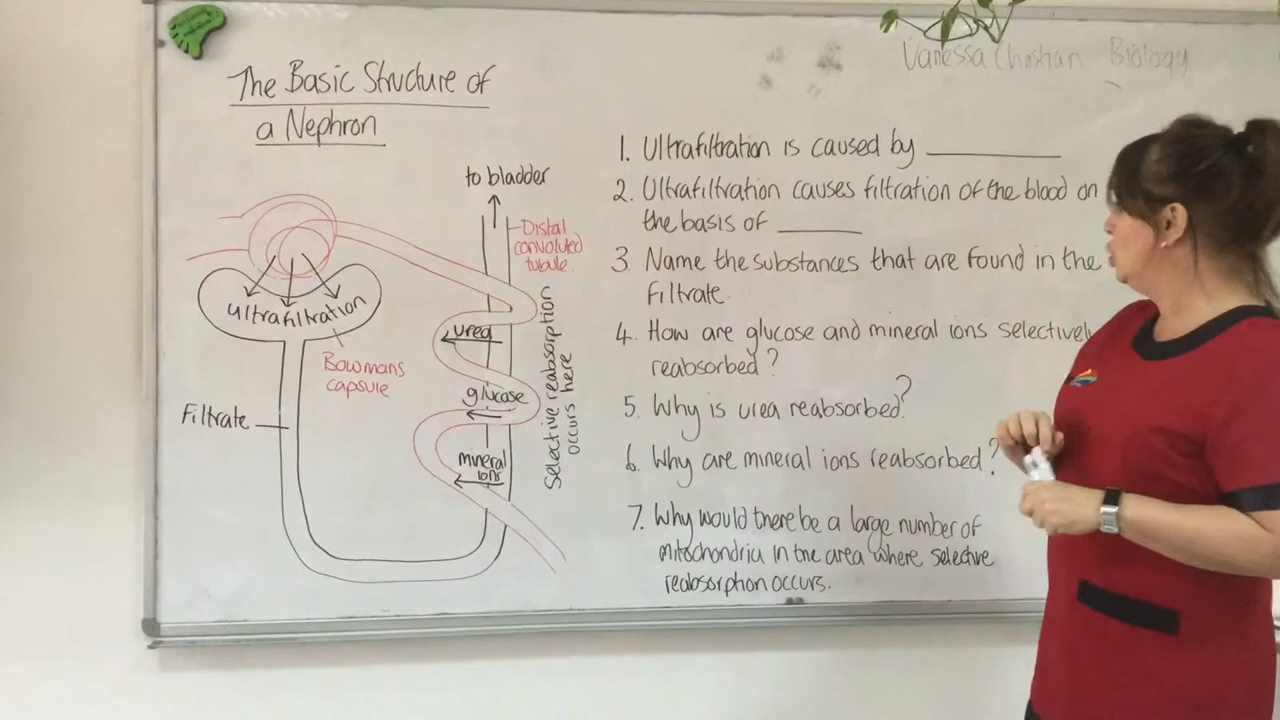 Vanessa Christian Biology
The Basic Structure of
a Nephron
to bladder
Distal
convoluted
tubule.
ultrafiltration
Bowmans
capsule
Filtrate
urea
glucose
mineral
ions
Selective reabsorption
occurs here
1. Ultrafiltration is caused by
2. Ultrafiltration causes filtration of the blood on
the basis of
3. Name the substances that are found in the
filtrate.
4. How are glucose and mineral ions selectively
reabsorbed?
5. Why is urea reabsorbed?
6. Why are mineral ions reabsorbed?
7. Why would there be a large number of
mitochondria in the area where selective
reabsorption occurs.